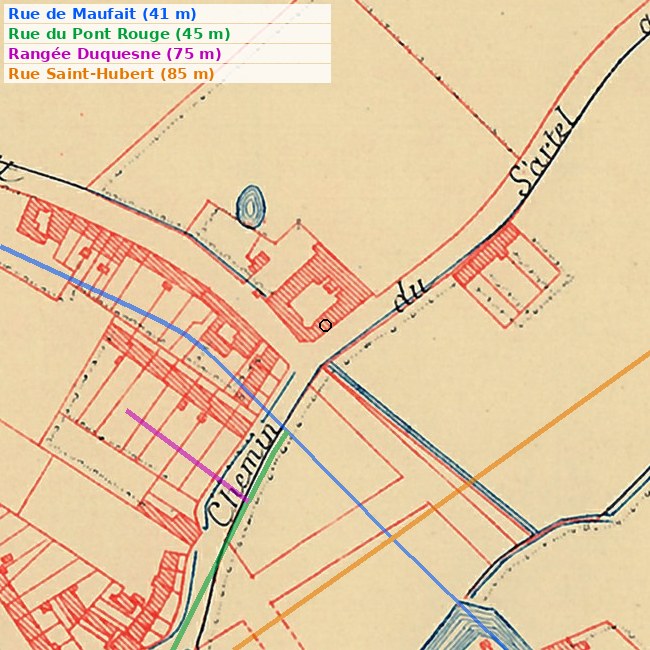 Rue de Maufait (41 m)
Rue du Pont Rouge (45 m)
Rangée Duquesne (75 m)
Rue Saint-Hubert (85 m)
Sartel
du
Chemin